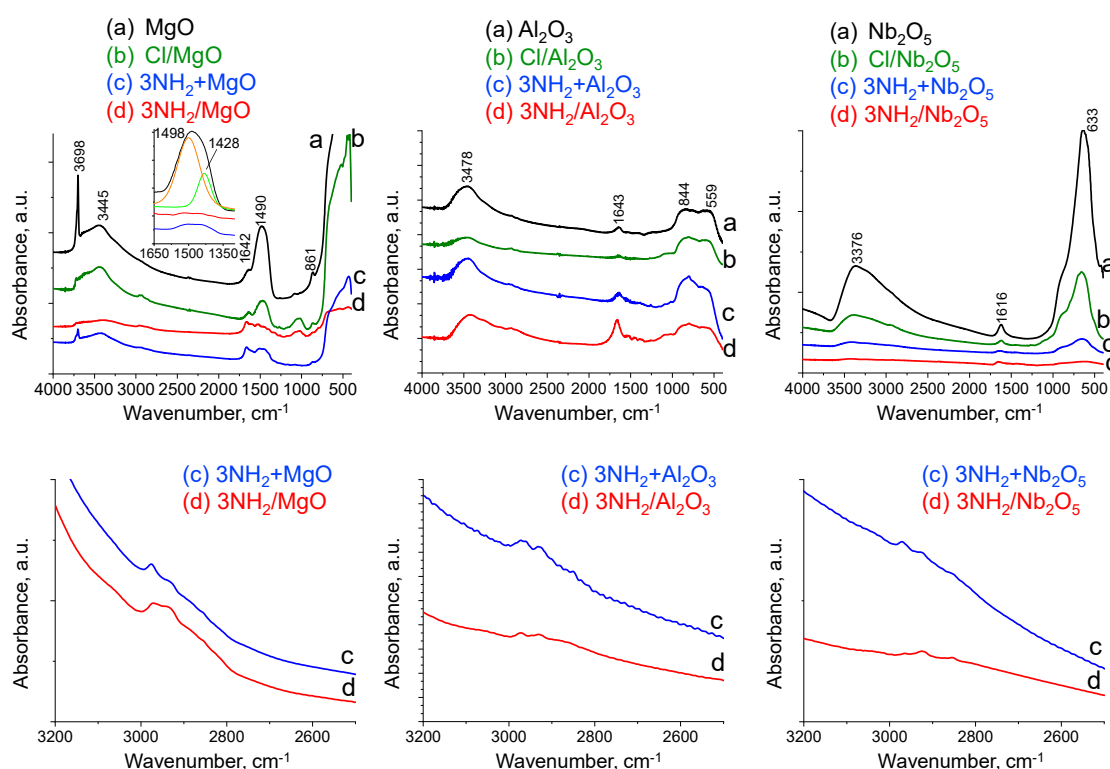 (a) MgO
(b) Cl/MgO
(c) 3NH₂+MgO
(d) 3NH₂/MgO
(a) Al₂O₃
(b) Cl/Al₂O₃
(c) 3NH₂+Al₂O₃
(d) 3NH₂/Al₂O₃
(a) Nb₂O₅
(b) Cl/Nb₂O₅
(c) 3NH₂+Nb₂O₅
(d) 3NH₂/Nb₂O₅
Absorbance, a.u.
3698
3445
1498
1428
1650 1500 1350
1642
1490
861
a
b
c
d
4000 3500 3000 2500 2000 1500 1000 500
Wavenumber, cm⁻¹
Absorbance, a.u.
3478
1643
844
559
a
b
c
d
4000 3500 3000 2500 2000 1500 1000 500
Wavenumber, cm⁻¹
Absorbance, a.u.
3376
1616
633
a
b
4000 3500 3000 2500 2000 1500 1000 500
Wavenumber, cm⁻¹
(c) 3NH₂+MgO
(d) 3NH₂/MgO
Absorbance, a.u.
c
d
3200 3000 2800 2600
Wavenumber, cm⁻¹
(c) 3NH₂+Al₂O₃
(d) 3NH₂/Al₂O₃
Absorbance, a.u.
c
d
3200 3000 2800 2600
Wavenumber, cm⁻¹
(c) 3NH₂+Nb₂O₅
(d) 3NH₂/Nb₂O₅
Absorbance, a.u.
c
d
3200 3000 2800 2600
Wavenumber, cm⁻¹